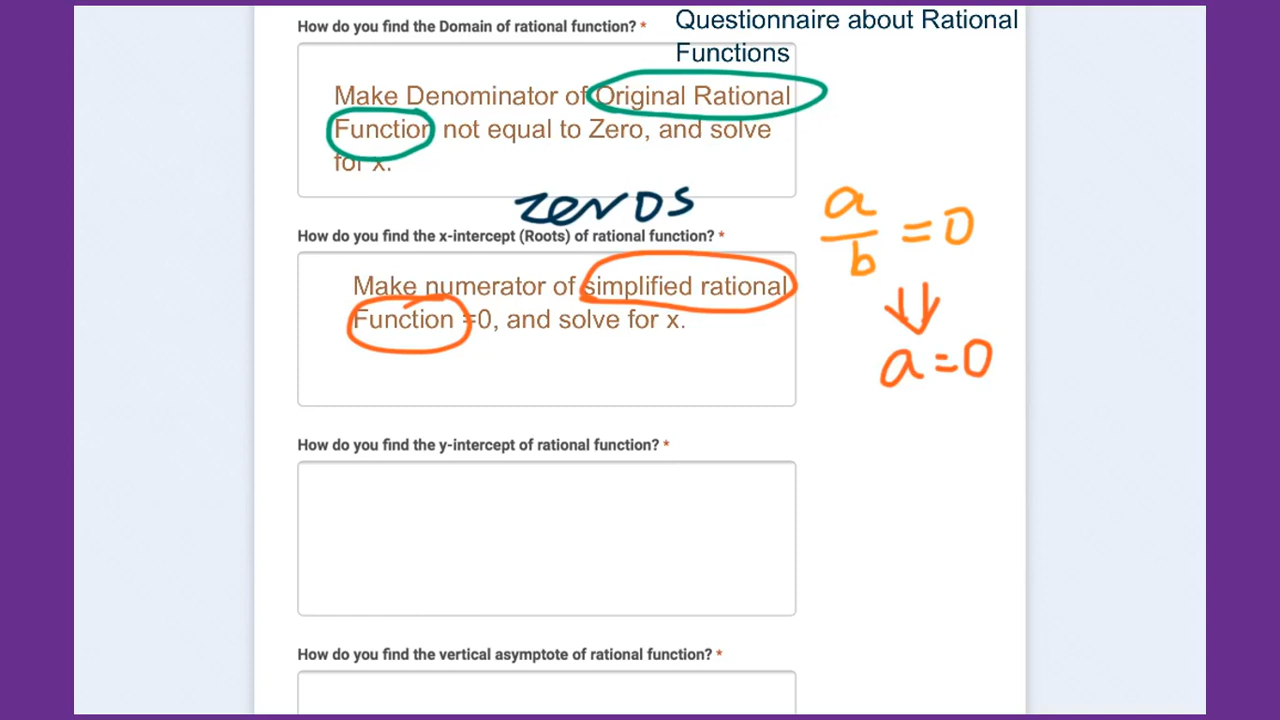 How do you find the Domain of rational function? *
Questionnaire about Rational
Functions
Make Denominator of Original Rational
Function not equal to Zero, and solve
for x.
zeros
How do you find the x-intercept (Roots) of rational function? *
a
b
=0
Make numerator of simplified rational
Function =0, and solve for x.
a=0
How do you find the y-intercept of rational function? *
How do you find the vertical asymptote of rational function? *